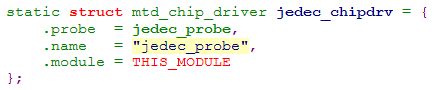 static struct mtd_chip_driver jedec_chipdrv = {
    .probe  = jedec_probe,
    .name   = "jedec_probe",
    .module = THIS_MODULE
};